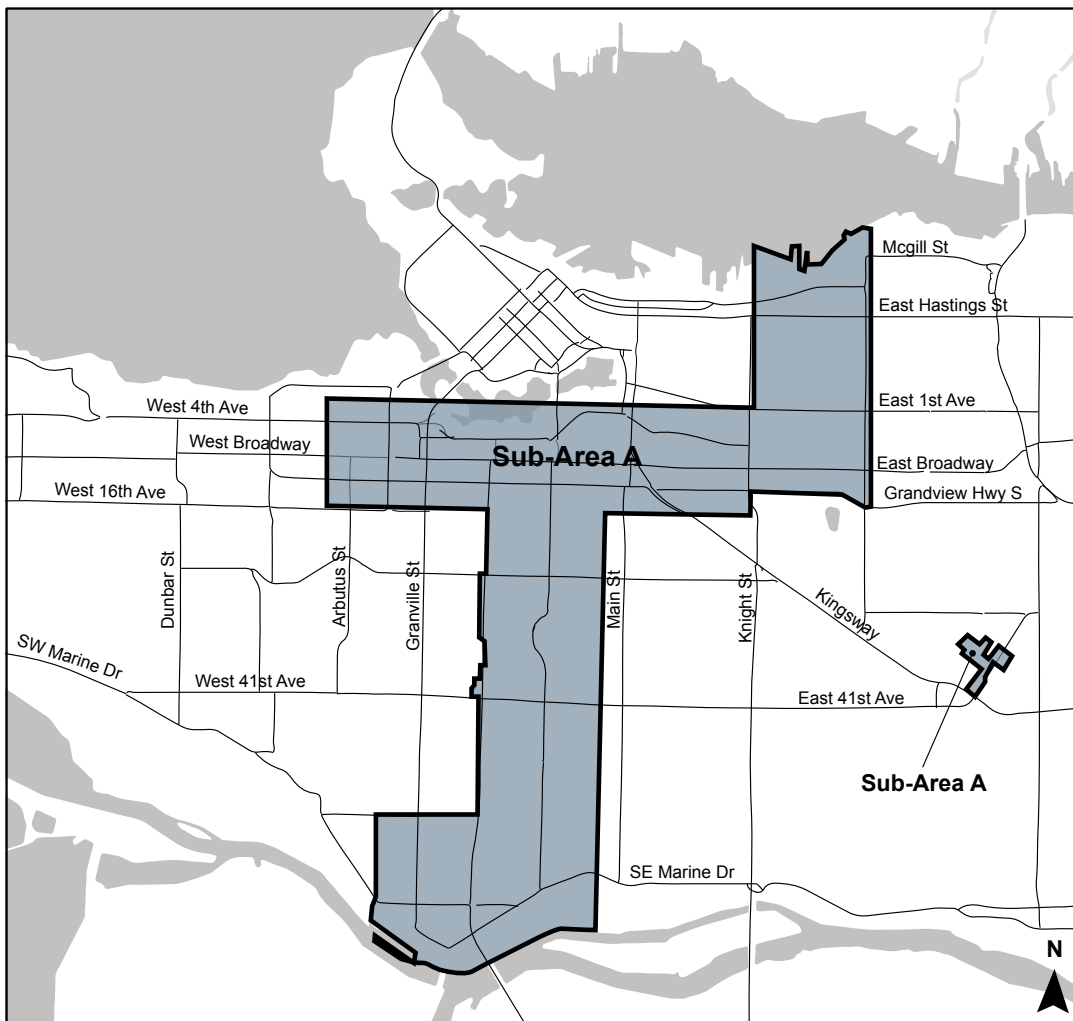 Mcgill St
East Hastings St
West 4th Ave
East 1st Ave
West Broadway
Sub-Area A
East Broadway
West 16th Ave
Grandview Hwy S
Dunbar St
Arbutus St
Granville St
Main St
Knight St
Kingsway
SW Marine Dr
West 41st Ave
East 41st Ave
Sub-Area A
SE Marine Dr
N